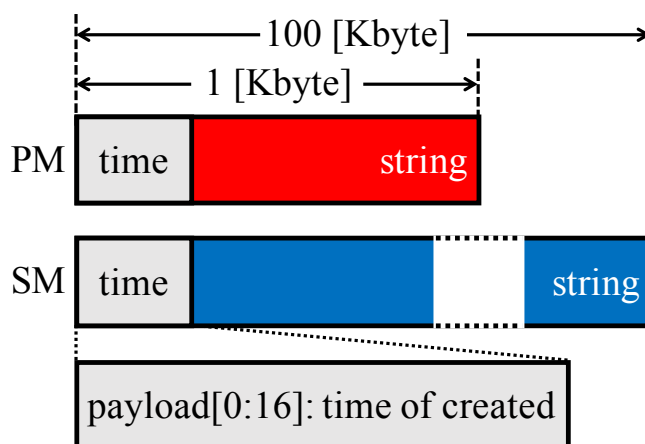 100 [Kbyte]
1 [Kbyte]
PM time string
SM time string
payload[0:16]: time of created